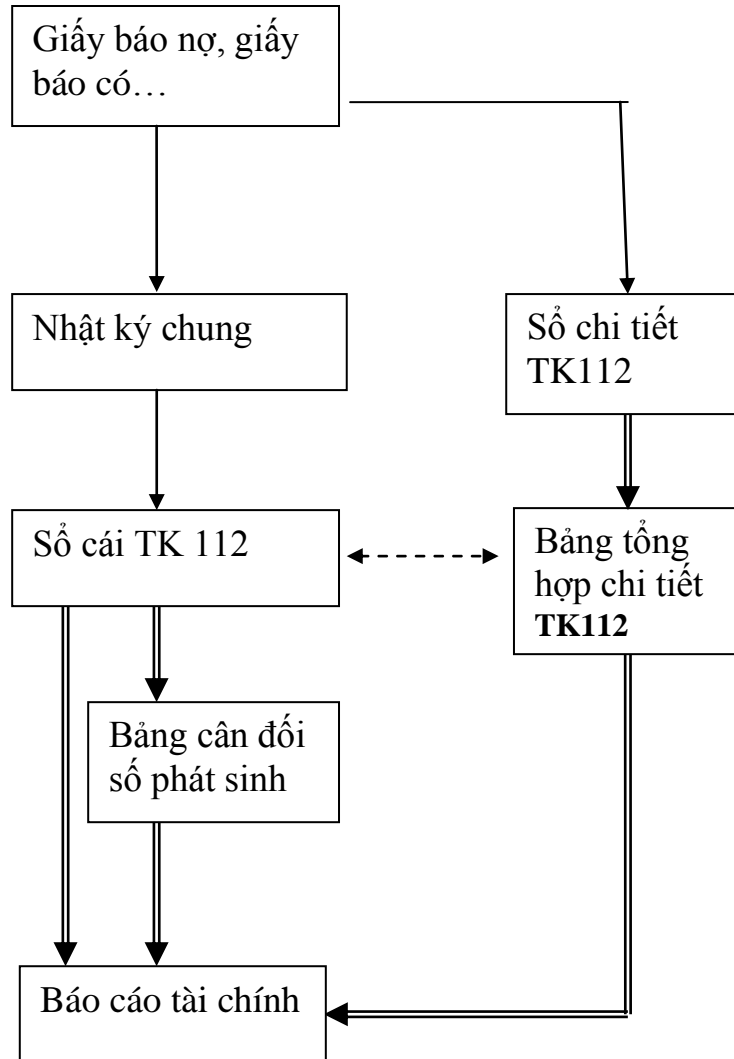 Giấy báo nợ, giấy
báo có…
Nhật ký chung
Sổ chi tiết
TK112
Sổ cái TK 112
Bảng tổng
hợp chi tiết
TK112
Bảng cân đối
số phát sinh
Báo cáo tài chính